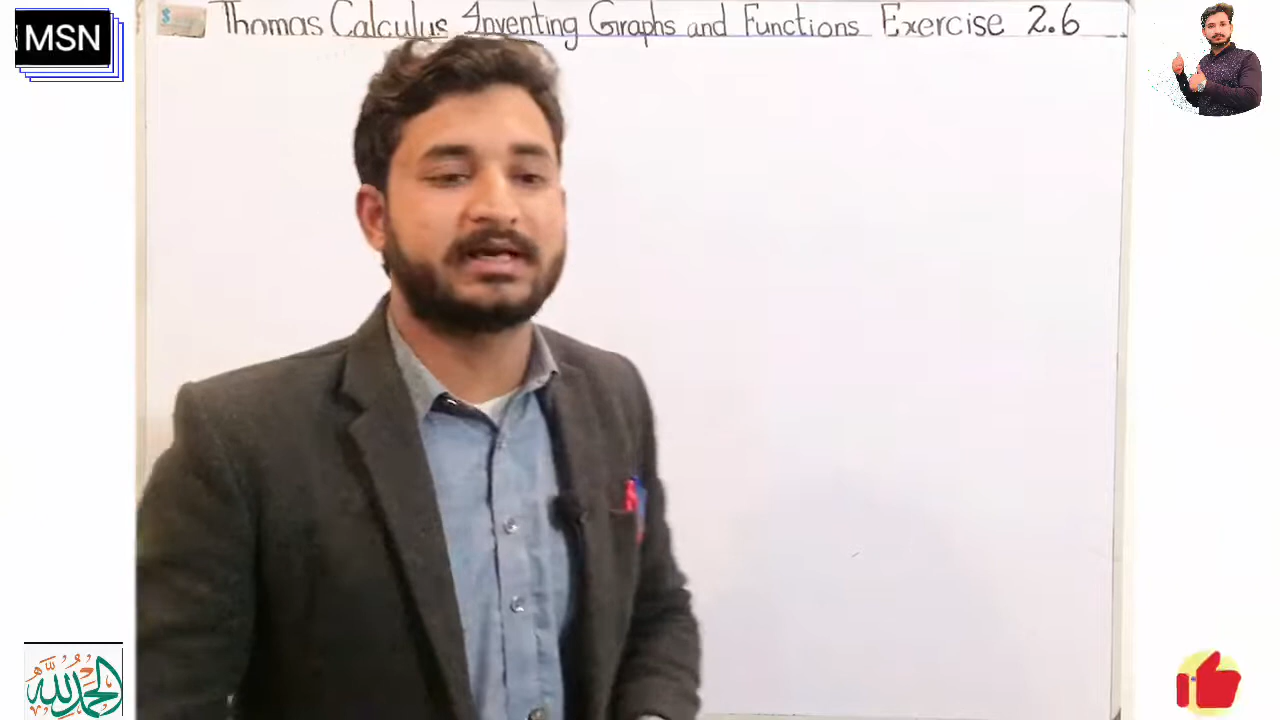 MSN
Thomas Calculus Inventing Graphs and Functions Exercise 2.6
الحمد لله